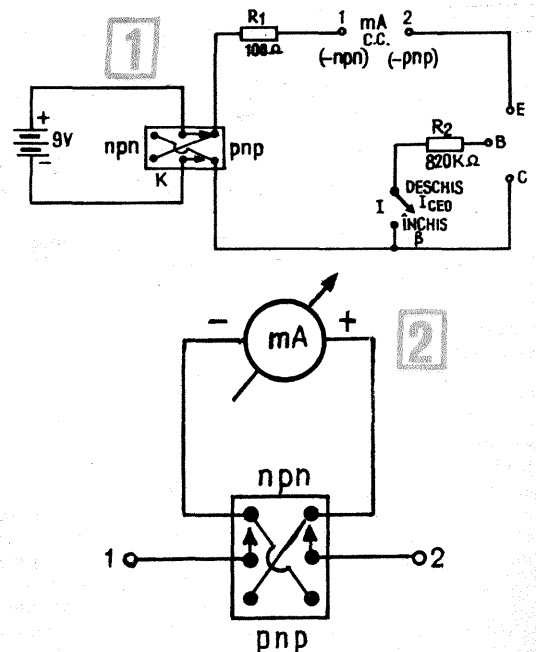 1
R1
100Ω
1 mA 2
C.C.
(-npn) (-pnp)
+
9V
-
npn
pnp
K
E
R2
B
820KΩ
C
DESCHIS
ICEO
I
ÎNCHIS
β
2
- mA +
npn
1
2
pnp